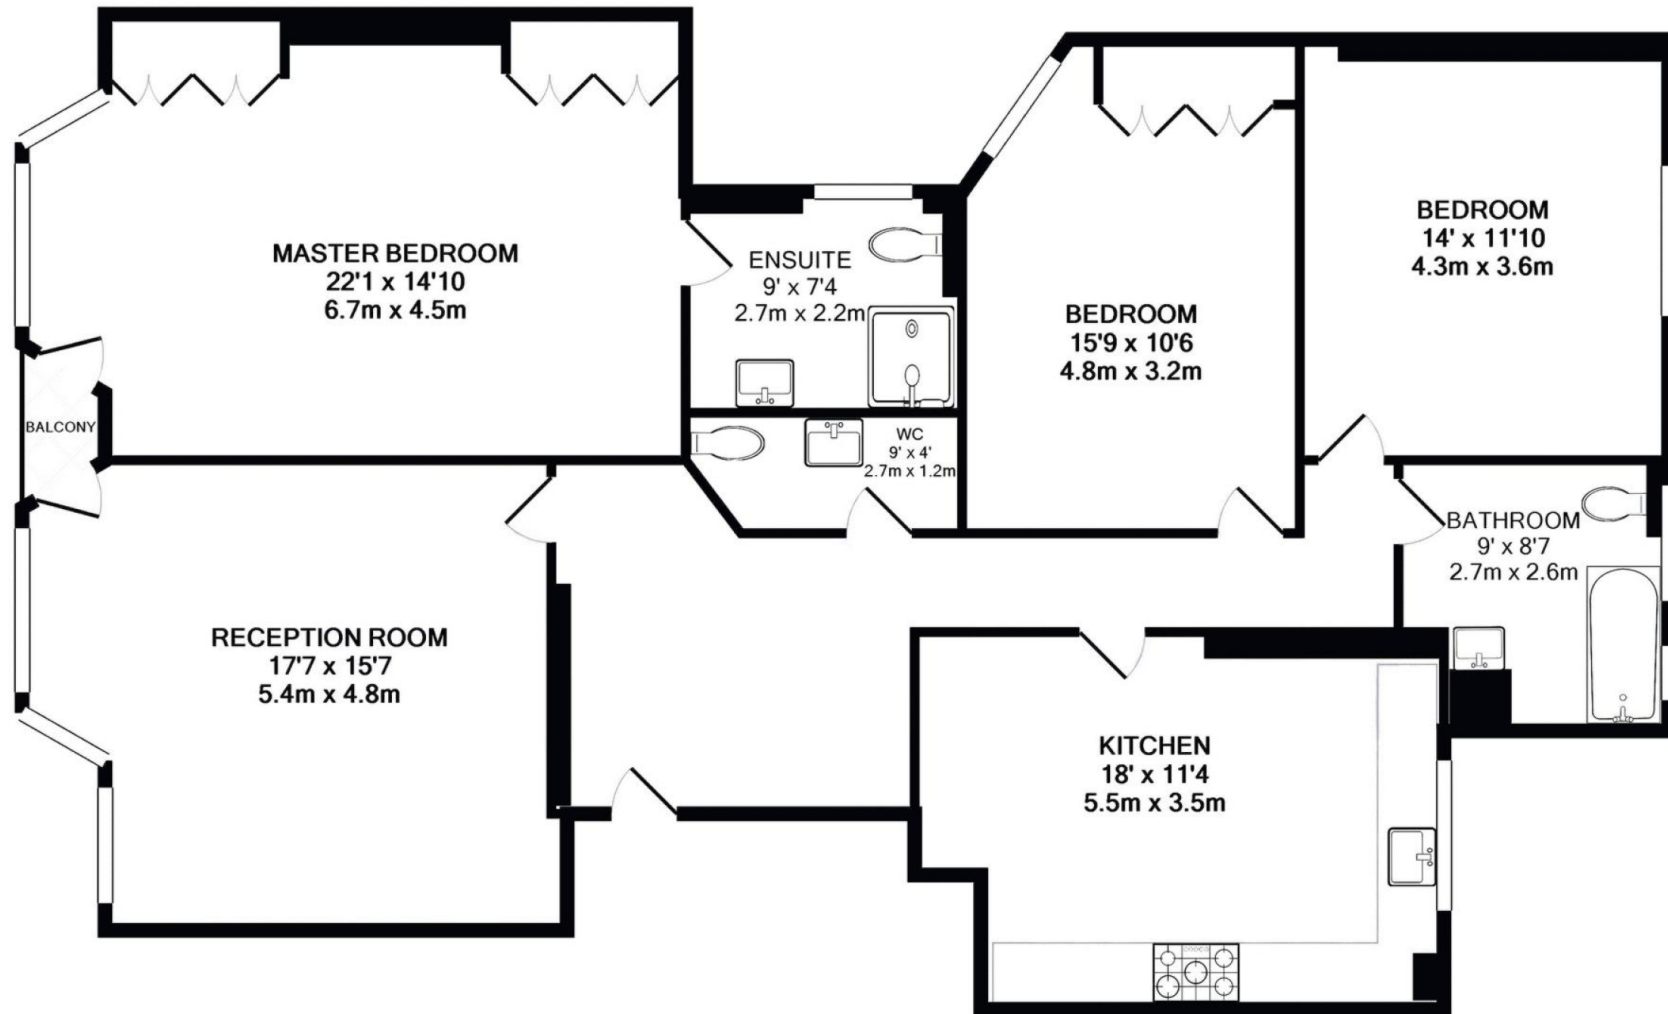 MASTER BEDROOM
22'1 x 14'10
6.7m x 4.5m
ENSUITE
9' x 7'4
2.7m x 2.2m
BEDROOM
15'9 x 10'6
4.8m x 3.2m
BEDROOM
14' x 11'10
4.3m x 3.6m
BALCONY
WC
9' x 4'
2.7m x 1.2m
BATHROOM
9' x 8'7
2.7m x 2.6m
RECEPTION ROOM
17'7 x 15'7
5.4m x 4.8m
KITCHEN
18' x 11'4
5.5m x 3.5m